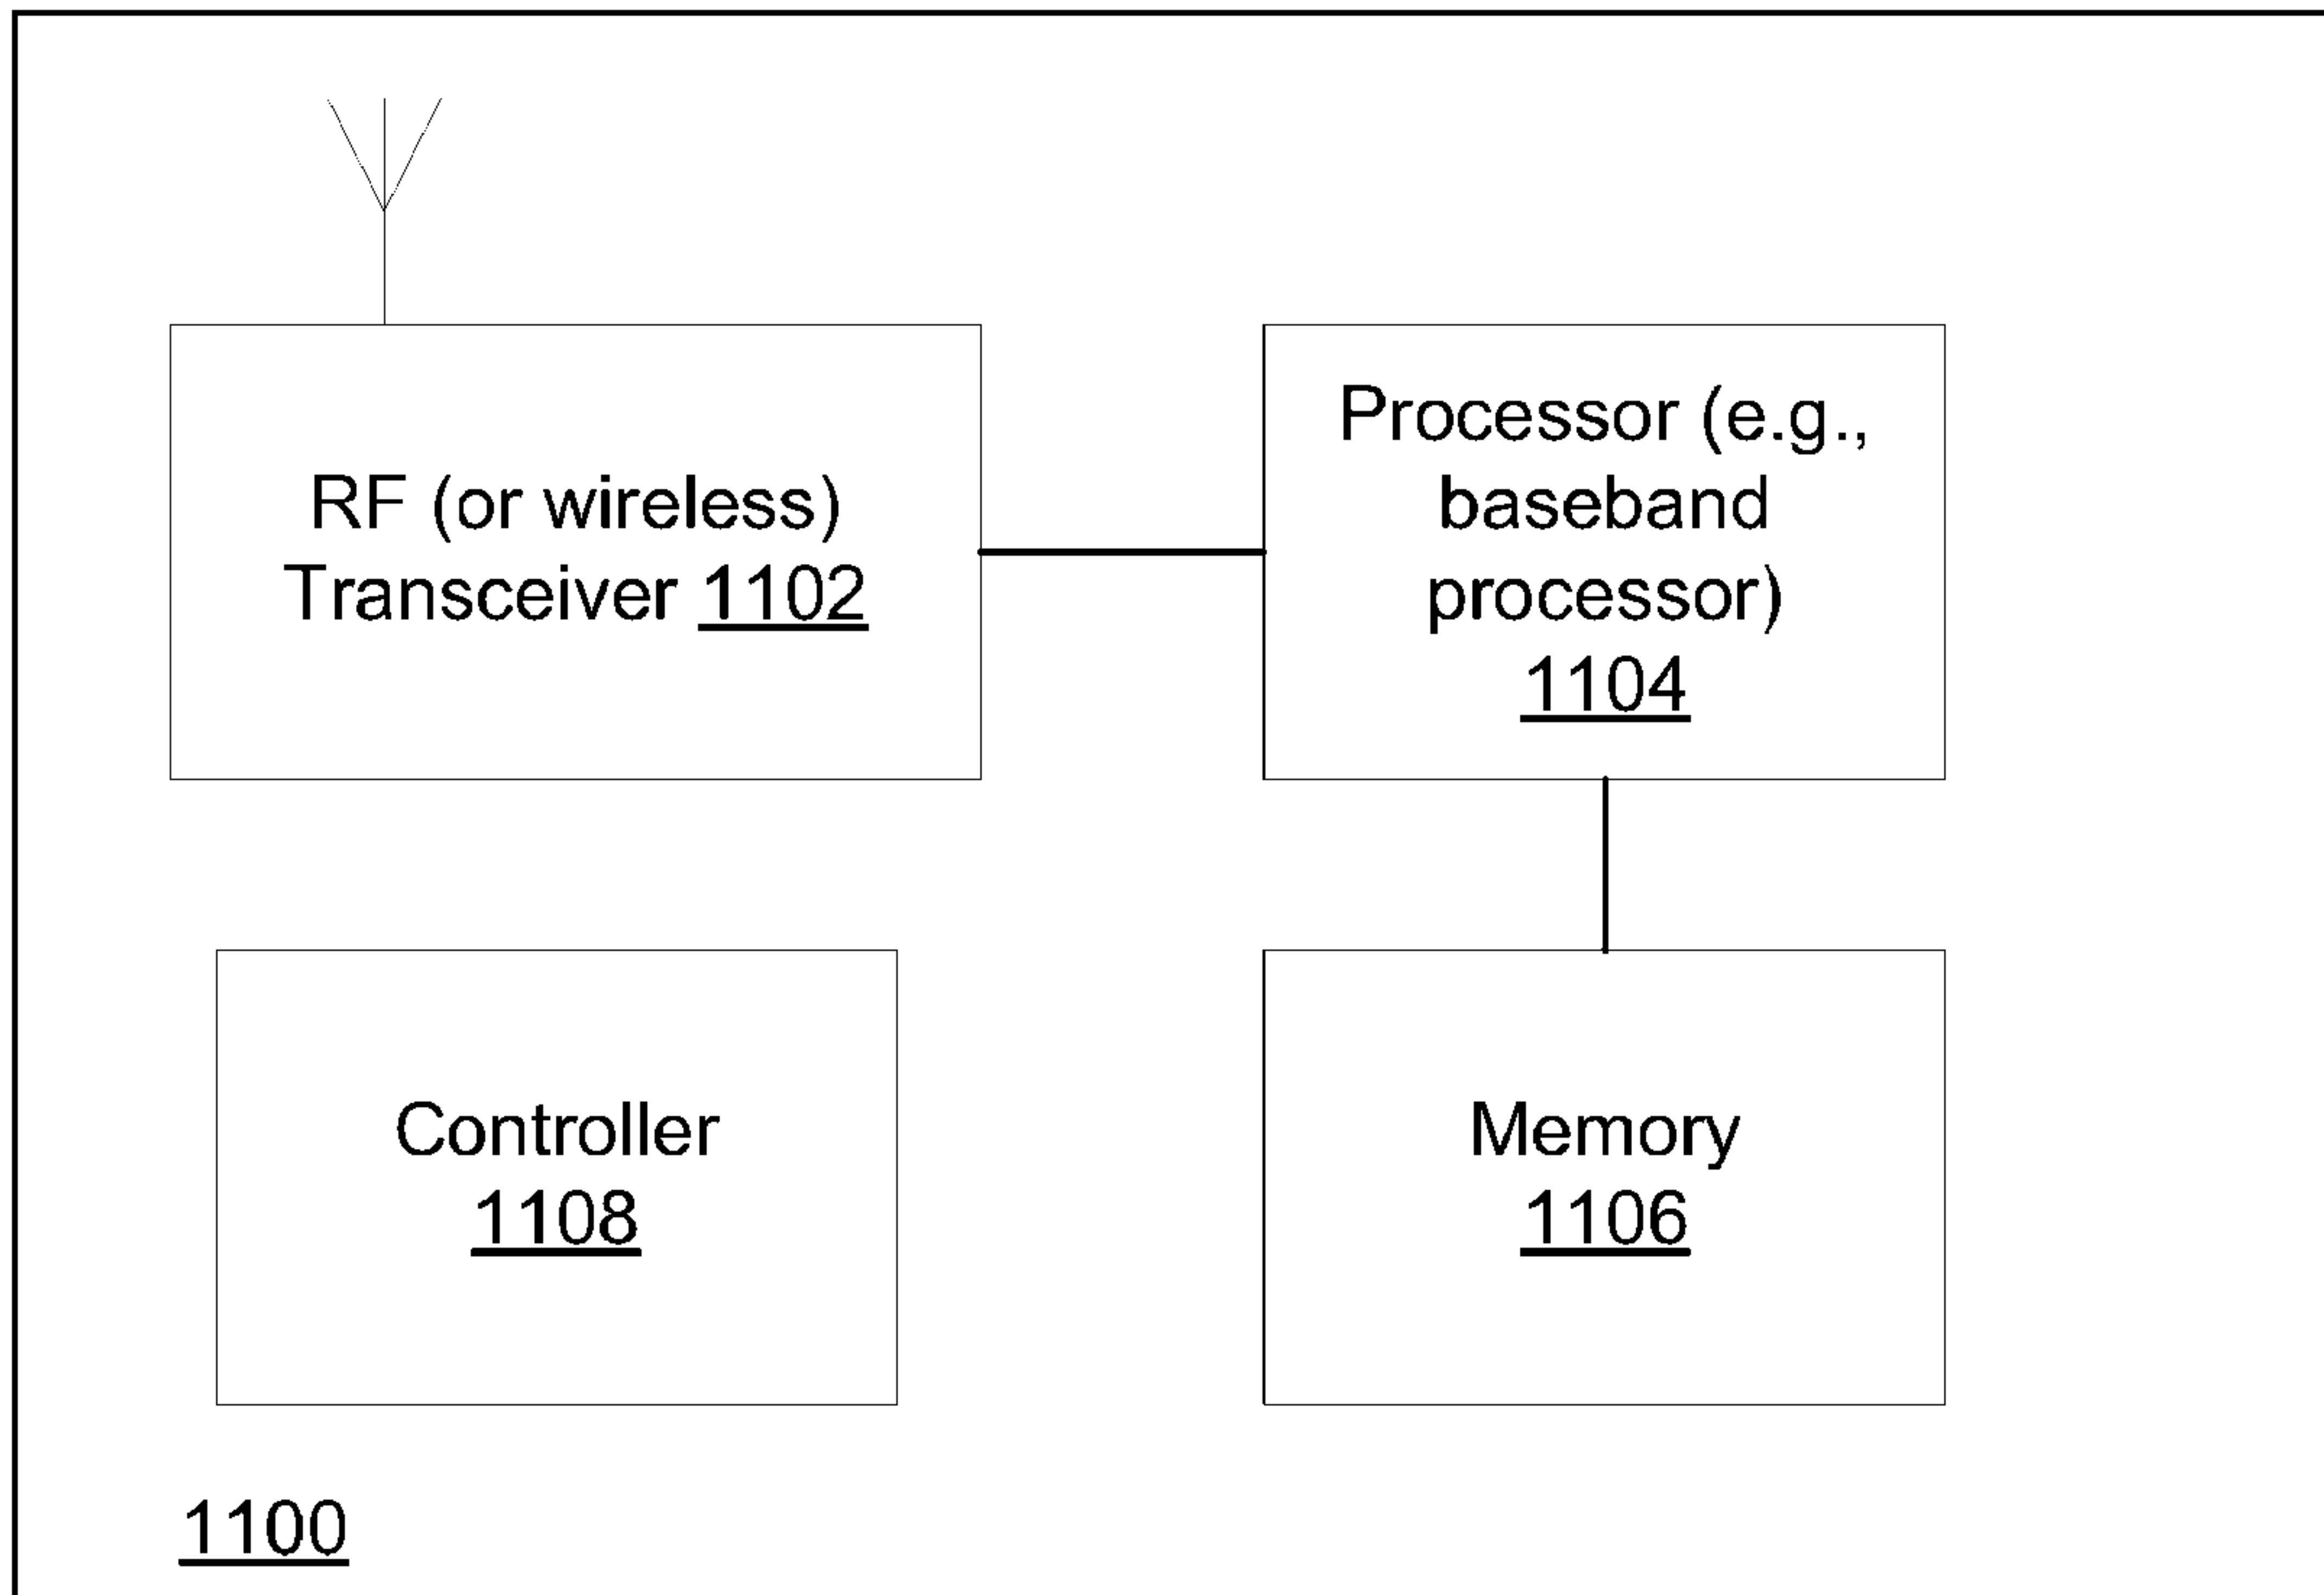 RF (or wireless)
Transceiver 1102
Processor (e.g.,
baseband
processor)
1104
Controller
1108
Memory
1106
1100